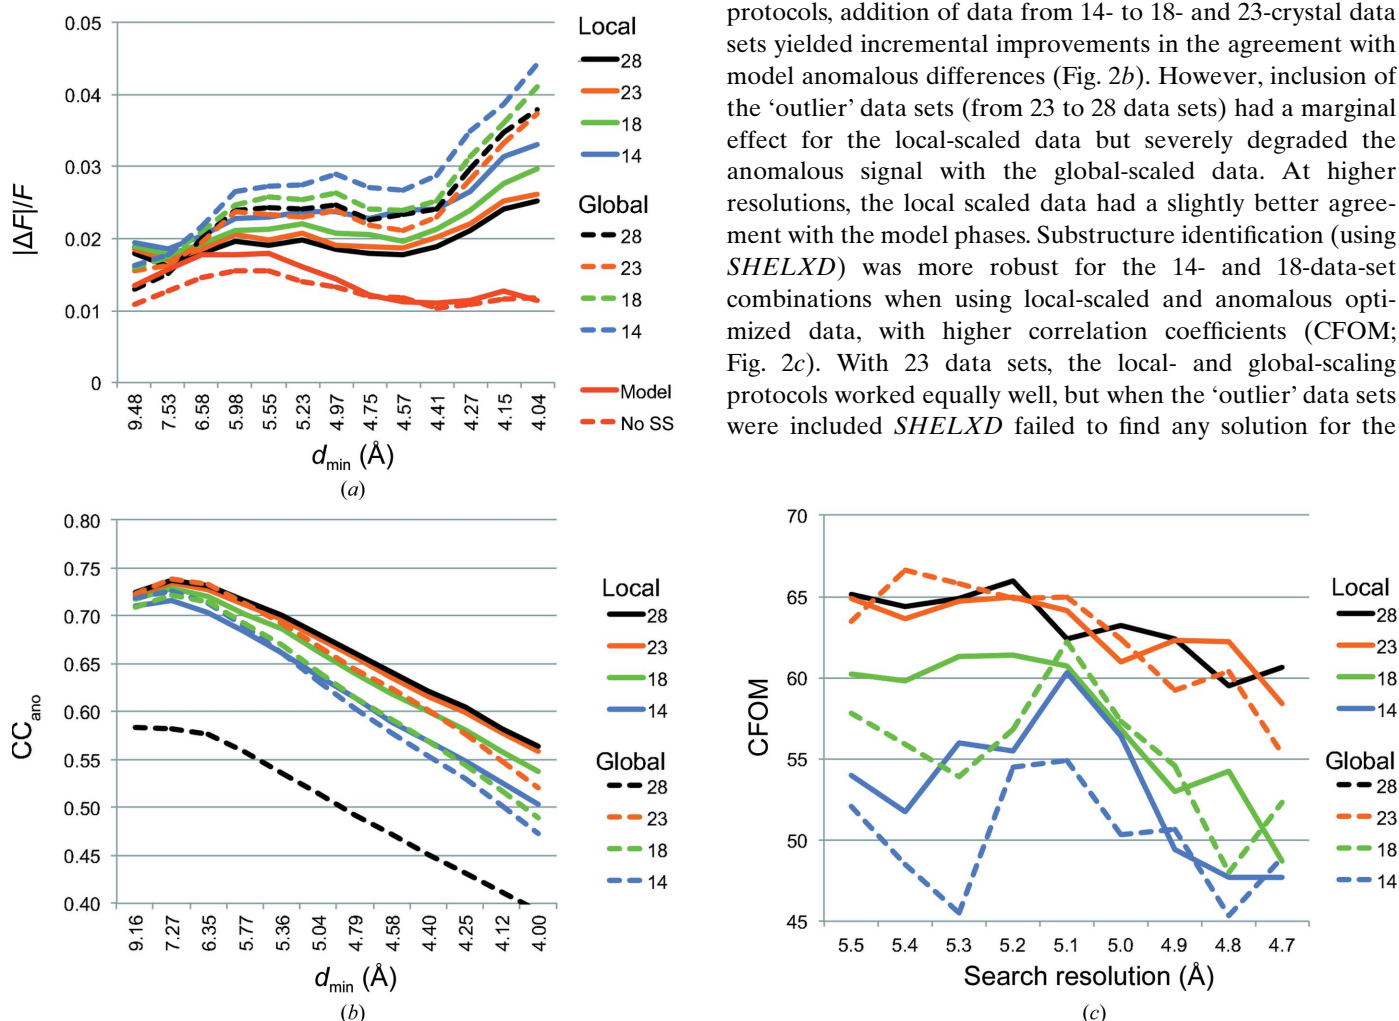 0.05
0.04
0.03
0.02
0.01
0
|ΔF|/F
9.48
7.53
6.58
5.98
5.55
5.23
4.97
4.75
4.57
4.41
4.27
4.15
4.04
d_min (Å)
(a)
Local
28
23
18
14
Global
28
23
18
14
Model
No SS
protocols, addition of data from 14- to 18- and 23-crystal data
sets yielded incremental improvements in the agreement with
model anomalous differences (Fig. 2b). However, inclusion of
the ‘outlier’ data sets (from 23 to 28 data sets) had a marginal
effect for the local-scaled data but severely degraded the
anomalous signal with the global-scaled data. At higher
resolutions, the local scaled data had a slightly better agree-
ment with the model phases. Substructure identification (using
SHELXD) was more robust for the 14- and 18-data-set
combinations when using local-scaled and anomalous opti-
mized data, with higher correlation coefficients (CFOM;
Fig. 2c). With 23 data sets, the local- and global-scaling
protocols worked equally well, but when the ‘outlier’ data sets
were included SHELXD failed to find any solution for the
0.80
0.75
0.70
0.65
0.60
0.55
0.50
0.45
0.40
CC_ano
9.16
7.27
6.35
5.77
5.36
5.04
4.79
4.58
4.40
4.25
4.12
4.00
d_min (Å)
(b)
Local
28
23
18
14
Global
28
23
18
14
70
65
60
55
50
45
CFOM
5.5
5.4
5.3
5.2
5.1
5.0
4.9
4.8
4.7
Search resolution (Å)
(c)
Local
28
23
18
14
Global
28
23
18
14